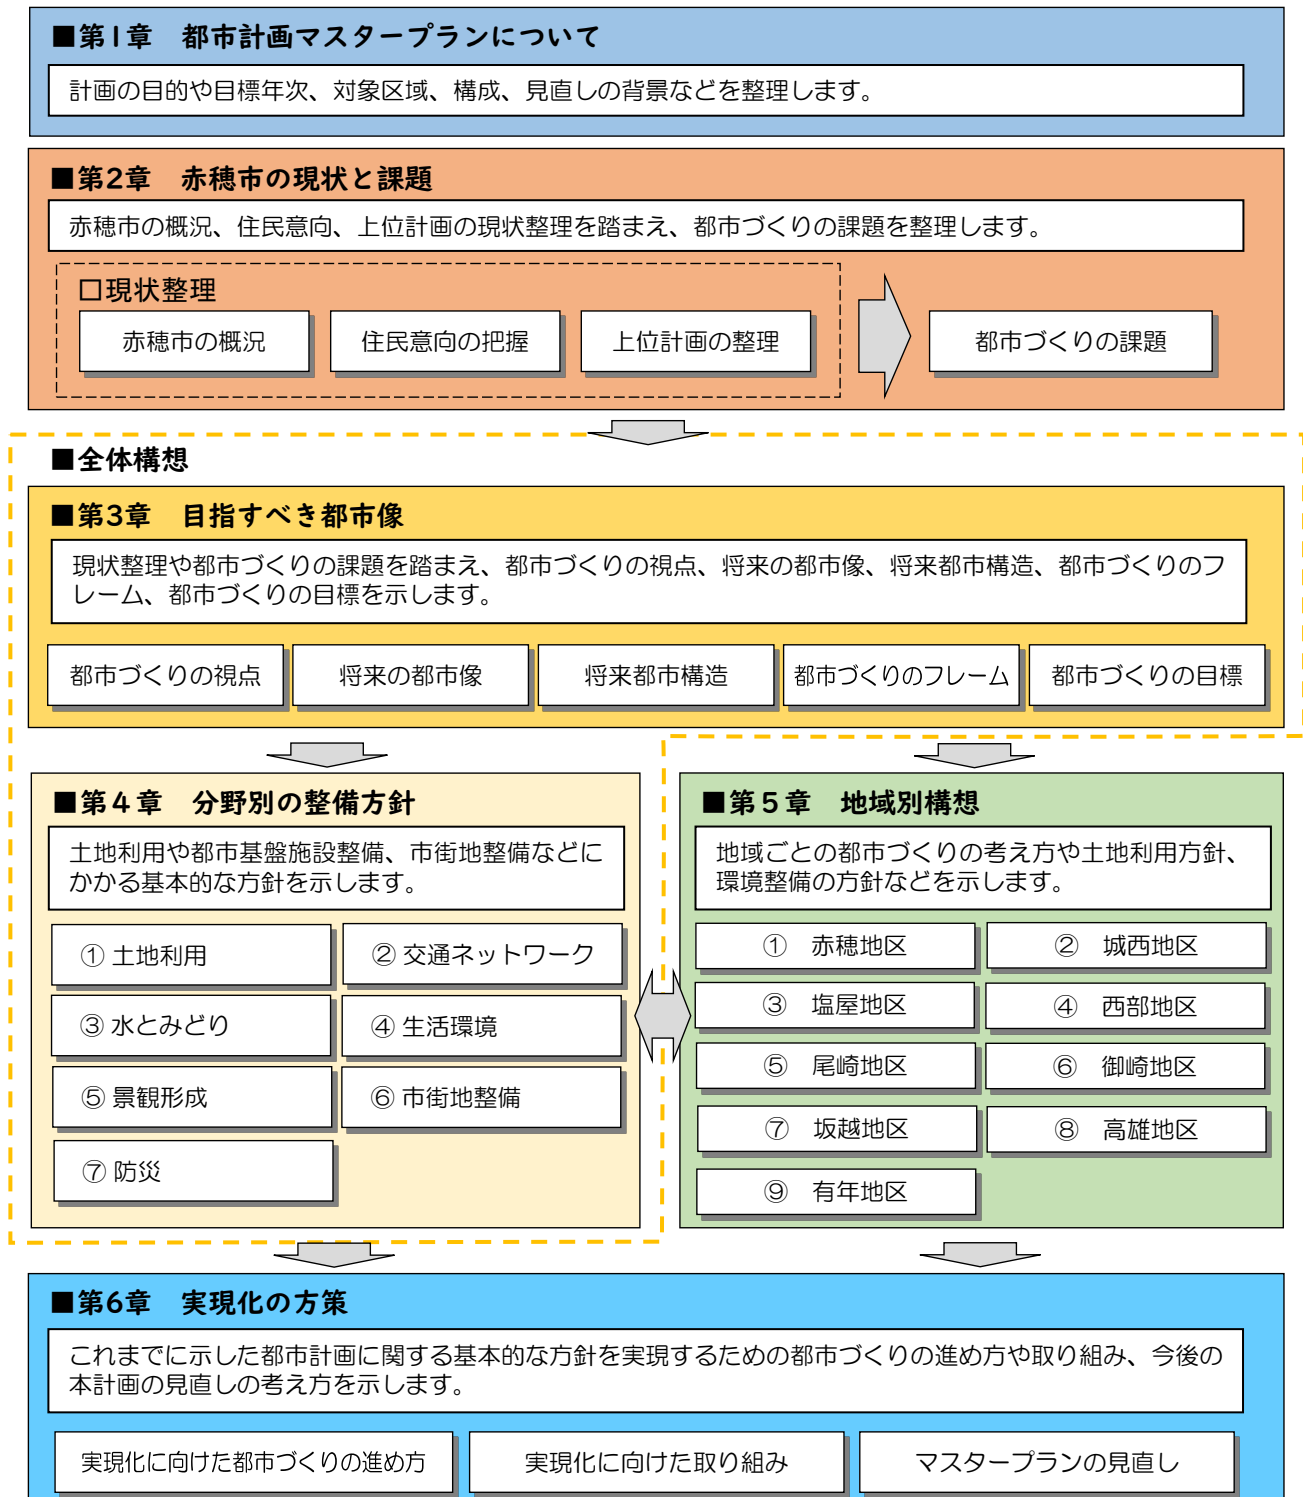 ■第1章　都市計画マスタープランについて
計画の目的や目標年次、対象区域、構成、見直しの背景などを整理します。
■第2章　赤穂市の現状と課題
赤穂市の概況、住民意向、上位計画の現状整理を踏まえ、都市づくりの課題を整理します。
□現状整理
赤穂市の概況
住民意向の把握
上位計画の整理
都市づくりの課題
■全体構想
■第3章　目指すべき都市像
現状整理や都市づくりの課題を踏まえ、都市づくりの視点、将来の都市像、将来都市構造、都市づくりのフ
レーム、都市づくりの目標を示します。
都市づくりの視点
将来の都市像
将来都市構造
都市づくりのフレーム
都市づくりの目標
■第４章　分野別の整備方針
土地利用や都市基盤施設整備、市街地整備などに
かかる基本的な方針を示します。
① 土地利用
② 交通ネットワーク
③ 水とみどり
④ 生活環境
⑤ 景観形成
⑥ 市街地整備
⑦ 防災
■第５章　地域別構想
地域ごとの都市づくりの考え方や土地利用方針、
環境整備の方針などを示します。
①　赤穂地区
②　城西地区
③　塩屋地区
④　西部地区
⑤　尾崎地区
⑥　御崎地区
⑦　坂越地区
⑧　高雄地区
⑨　有年地区
■第6章　実現化の方策
これまでに示した都市計画に関する基本的な方針を実現するための都市づくりの進め方や取り組み、今後の
本計画の見直しの考え方を示します。
実現化に向けた都市づくりの進め方
実現化に向けた取り組み
マスタープランの見直し